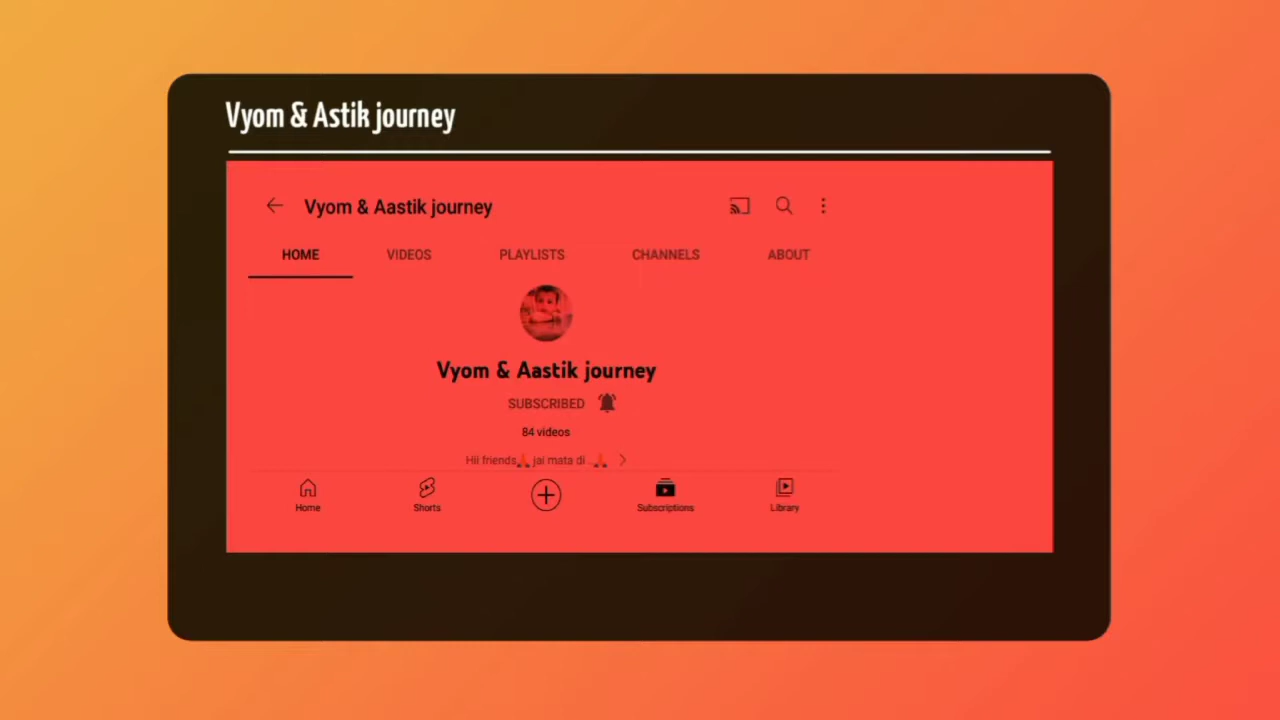 Vyom & Astik journey
Vyom & Aastik journey
HOME VIDEOS PLAYLISTS CHANNELS ABOUT
Vyom & Aastik journey
SUBSCRIBED
84 videos
Hii friends🙏jai mata di 🙏
Home Shorts Subscriptions Library